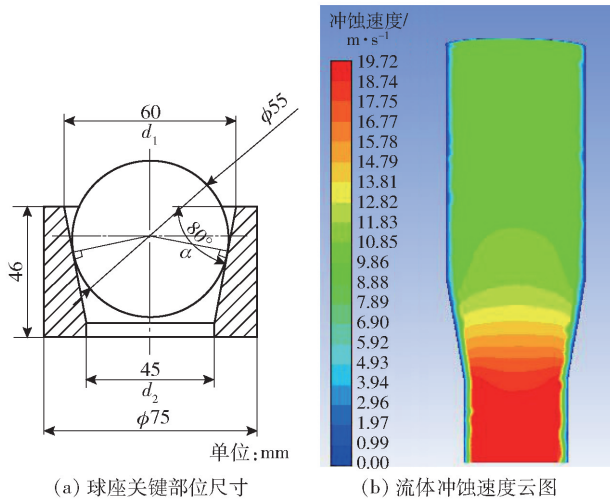 60
d₁
ϕ55
80°
α
46
45
d₂
ϕ75
单位:mm
(a) 球座关键部位尺寸
冲蚀速度/
m·s⁻¹
19.72
18.74
17.75
16.77
15.78
14.79
13.81
12.82
11.83
10.85
9.86
8.88
7.89
6.90
5.92
4.93
3.94
2.96
1.97
0.99
0.00
(b) 流体冲蚀速度云图